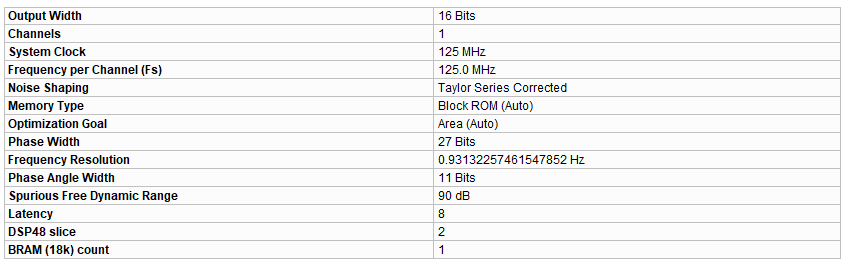 Output Width 16 Bits
Channels 1
System Clock 125 MHz
Frequency per Channel (Fs) 125.0 MHz
Noise Shaping Taylor Series Corrected
Memory Type Block ROM (Auto)
Optimization Goal Area (Auto)
Phase Width 27 Bits
Frequency Resolution 0.93132257461547852 Hz
Phase Angle Width 11 Bits
Spurious Free Dynamic Range 90 dB
Latency 8
DSP48 slice 2
BRAM (18k) count 1